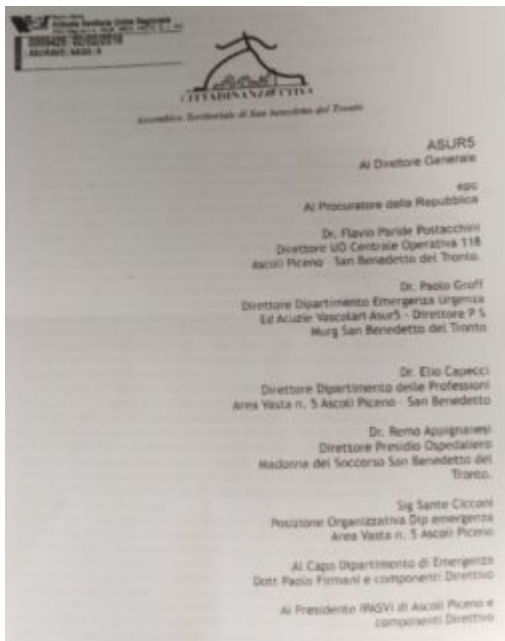 Azienda Sanitaria Unica Regionale
CITTADINANZATTIVA
Assemblea Territoriale di San benedetto del Tronto
ASUR5
Al Direttore Generale
epc
Al Procuratore della Repubblica
Dr. Flavio Paride Postacchini
Direttore UO Centrale Operativa 118
Ascoli Piceno - San Benedetto del Tronto.
Dr. Paolo Groff
Direttore Dipartimento Emergenza Urgenza
Ed Acuzie Vascolari Asur5 - Direttore P S
Murg San Benedetto del Tronto
Dr. Elio Capecci
Direttore Dipartimento delle Professioni
Area Vasta n. 5 Ascoli Piceno - San Benedetto
Dr. Remo Appignanesi
Direttore Presidio Ospedaliero
Madonna del Soccorso San Benedetto del
Tronto.
Sig Sante Cicconi
Posizione Organizzativa Dip emergenza
Area Vasta n. 5 Ascoli Piceno
Al Capo Dipartimento di Emergenza
Dott Paolo Firmani e componenti Direttivo
Al Presidente IPASVI di Ascoli Piceno e
componenti Direttivo